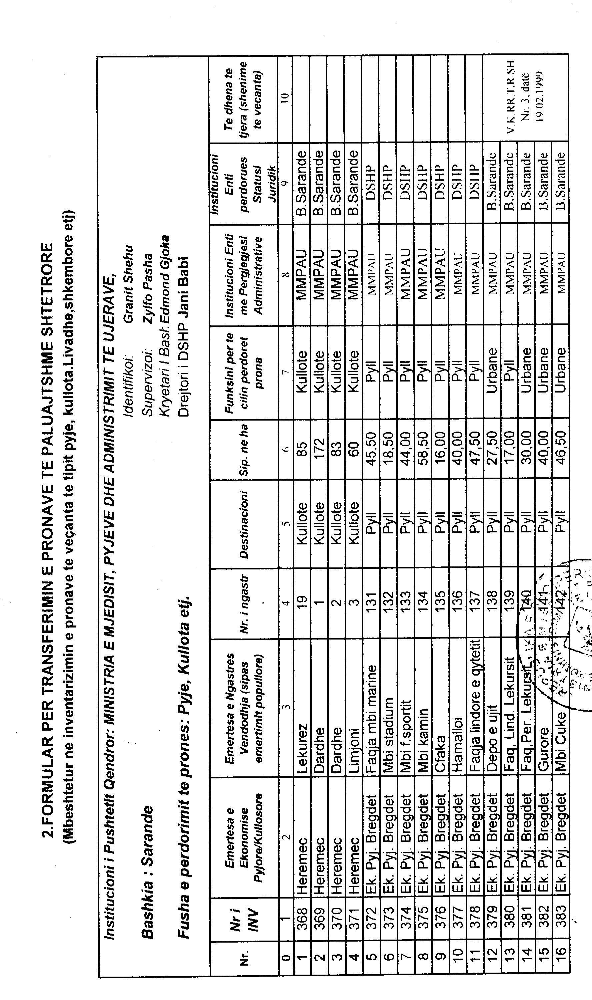 2.FORMULAR PER TRANSFERIMIN E PRONAVE TE PALUAJTSHME SHTETRORE
(Mbeshtetur ne inventarizimin e pronave te veçanta te tipit pyje, kullota.Livadhe,shkembore etj)
Institucioni i Pushtetit Qendror: MINISTRIA E MJEDISIT, PYJEVE DHE ADMINISTRIMIT TE UJERAVE,
Identifikoi: Granit Shehu
Bashkia : Sarande Supervizoi: Zylfo Pasha
Kryetari I Bash. Edmond Gjoka
Fusha e perdorimit te prones: Pyje, Kullota etj. Drejtori i DSHP Jani Babi
Nr. Nr i INV Emertesa e Ekonomise Pyjore/Kullosore Emertesa e Ngastres Vendodhja (sipas emertimit popullore) Nr. i ngastr. Destinacioni Sip. ne ha Funksini per te cilin perdoret prona Institucioni Enti me Pergjegjesi Administrative Institucioni Enti perdorues Statusi Juridik Te dhena te tjera (shenime te vecanta)
0 1 2 3 4 5 6 7 8 9 10
1 368 Heremec Lekurez 19 Kullote 85 Kullote MMPAU B.Sarande
2 369 Heremec Dardhe 1 Kullote 172 Kullote MMPAU B.Sarande
3 370 Heremec Dardhe 2 Kullote 83 Kullote MMPAU B.Sarande
4 371 Heremec Limjoni 3 Kullote 60 Kullote MMPAU B.Sarande
5 372 Ek. Pyj. Bregdet Faqja mbi marine 131 Pyll 45,50 Pyll MMPAU DSHP
6 373 Ek. Pyj. Bregdet Mbi stadium 132 Pyll 18,50 Pyll MMPAU DSHP
7 374 Ek. Pyj. Bregdet Mbi f.sportit 133 Pyll 44,00 Pyll MMPAU DSHP
8 375 Ek. Pyj. Bregdet Mbi kamin 134 Pyll 58,50 Pyll MMPAU DSHP
9 376 Ek. Pyj. Bregdet Cfaka 135 Pyll 16,00 Pyll MMPAU DSHP
10 377 Ek. Pyj. Bregdet Hamalloi 136 Pyll 40,00 Pyll MMPAU DSHP
11 378 Ek. Pyj. Bregdet Faqja lindore e qytetit 137 Pyll 47,50 Pyll MMPAU DSHP
12 379 Ek. Pyj. Bregdet Depo e ujit 138 Pyll 27,50 Urbane MMPAU B.Sarande
13 380 Ek. Pyj. Bregdet Faq, Lind. Lekursit 139 Pyll 17,00 Pyll MMPAU B.Sarande V.K.RR.T.R.SH
14 381 Ek. Pyj. Bregdet Faq,Per. Lekursit 140 Pyll 30,00 Urbane MMPAU B.Sarande Nr. 3, datë
15 382 Ek. Pyj. Bregdet Gurore 141 Pyll 40,00 Urbane MMPAU B.Sarande 19.02.1999
16 383 Ek. Pyj. Bregdet Mbi Cuke 142 Pyll 46,50 Urbane MMPAU B.Sarande